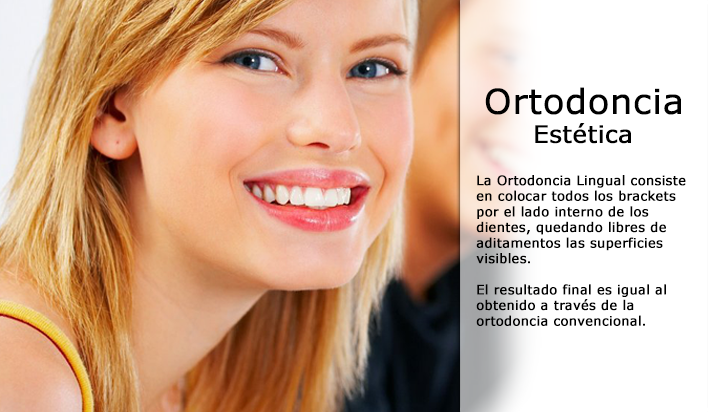 Ortodoncia
Estética
La Ortodoncia Lingual consiste
en colocar todos los brackets
por el lado interno de los
dientes, quedando libres de
aditamentos las superficies
visibles.
El resultado final es igual al
obtenido a través de la
ortodoncia convencional.